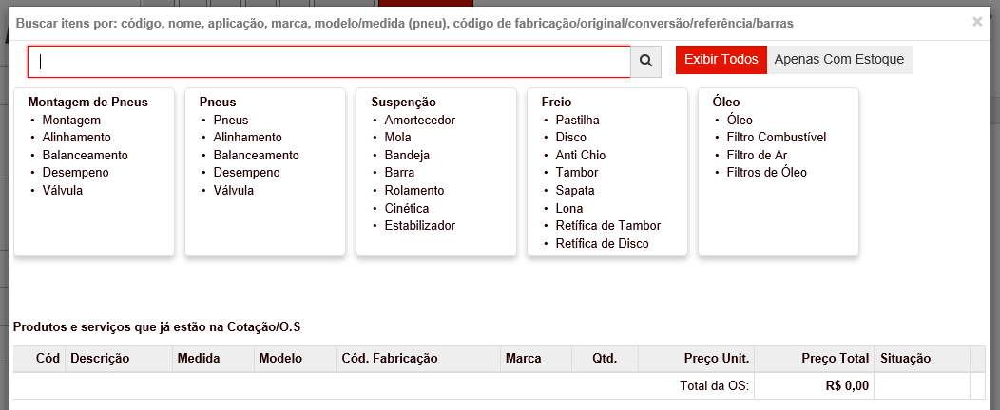 Buscar itens por: código, nome, aplicação, marca, modelo/medida (pneu), código de fabricação/original/conversão/referência/barras
×
Exibir Todos
Apenas Com Estoque
Montagem de Pneus
• Montagem
• Alinhamento
• Balanceamento
• Desempeno
• Válvula
Pneus
• Pneus
• Alinhamento
• Balanceamento
• Desempeno
• Válvula
Suspenção
• Amortecedor
• Mola
• Bandeja
• Barra
• Rolamento
• Cinética
• Estabilizador
Freio
• Pastilha
• Disco
• Anti Chio
• Tambor
• Sapata
• Lona
• Retífica de Tambor
• Retífica de Disco
Óleo
• Óleo
• Filtro Combustível
• Filtro de Ar
• Filtros de Óleo
Produtos e serviços que já estão na Cotação/O.S
Cód Descrição Medida Modelo Cód. Fabricação Marca Qtd. Preço Unit. Preço Total Situação
Total da OS: R$ 0,00